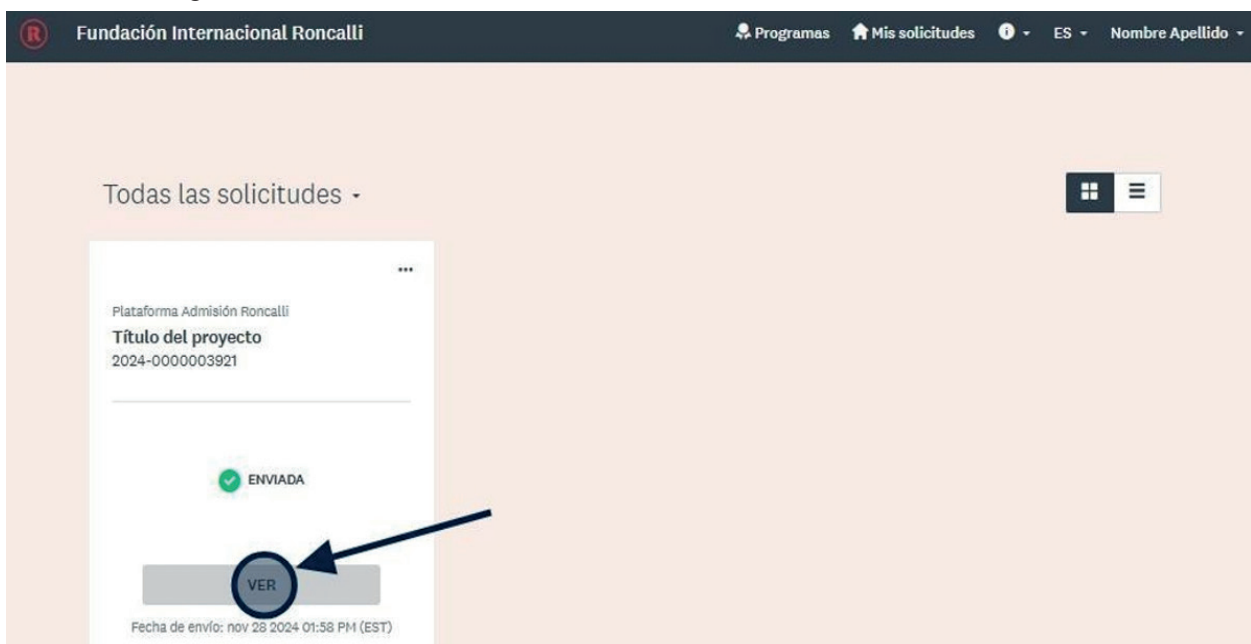 R Fundación Internacional Roncalli Programas Mis solicitudes ES Nombre Apellido
Todas las solicitudes
Plataforma Admisión Roncalli
Título del proyecto
2024-0000003921
ENVIADA
VER
Fecha de envío: nov 28 2024 01:58 PM (EST)